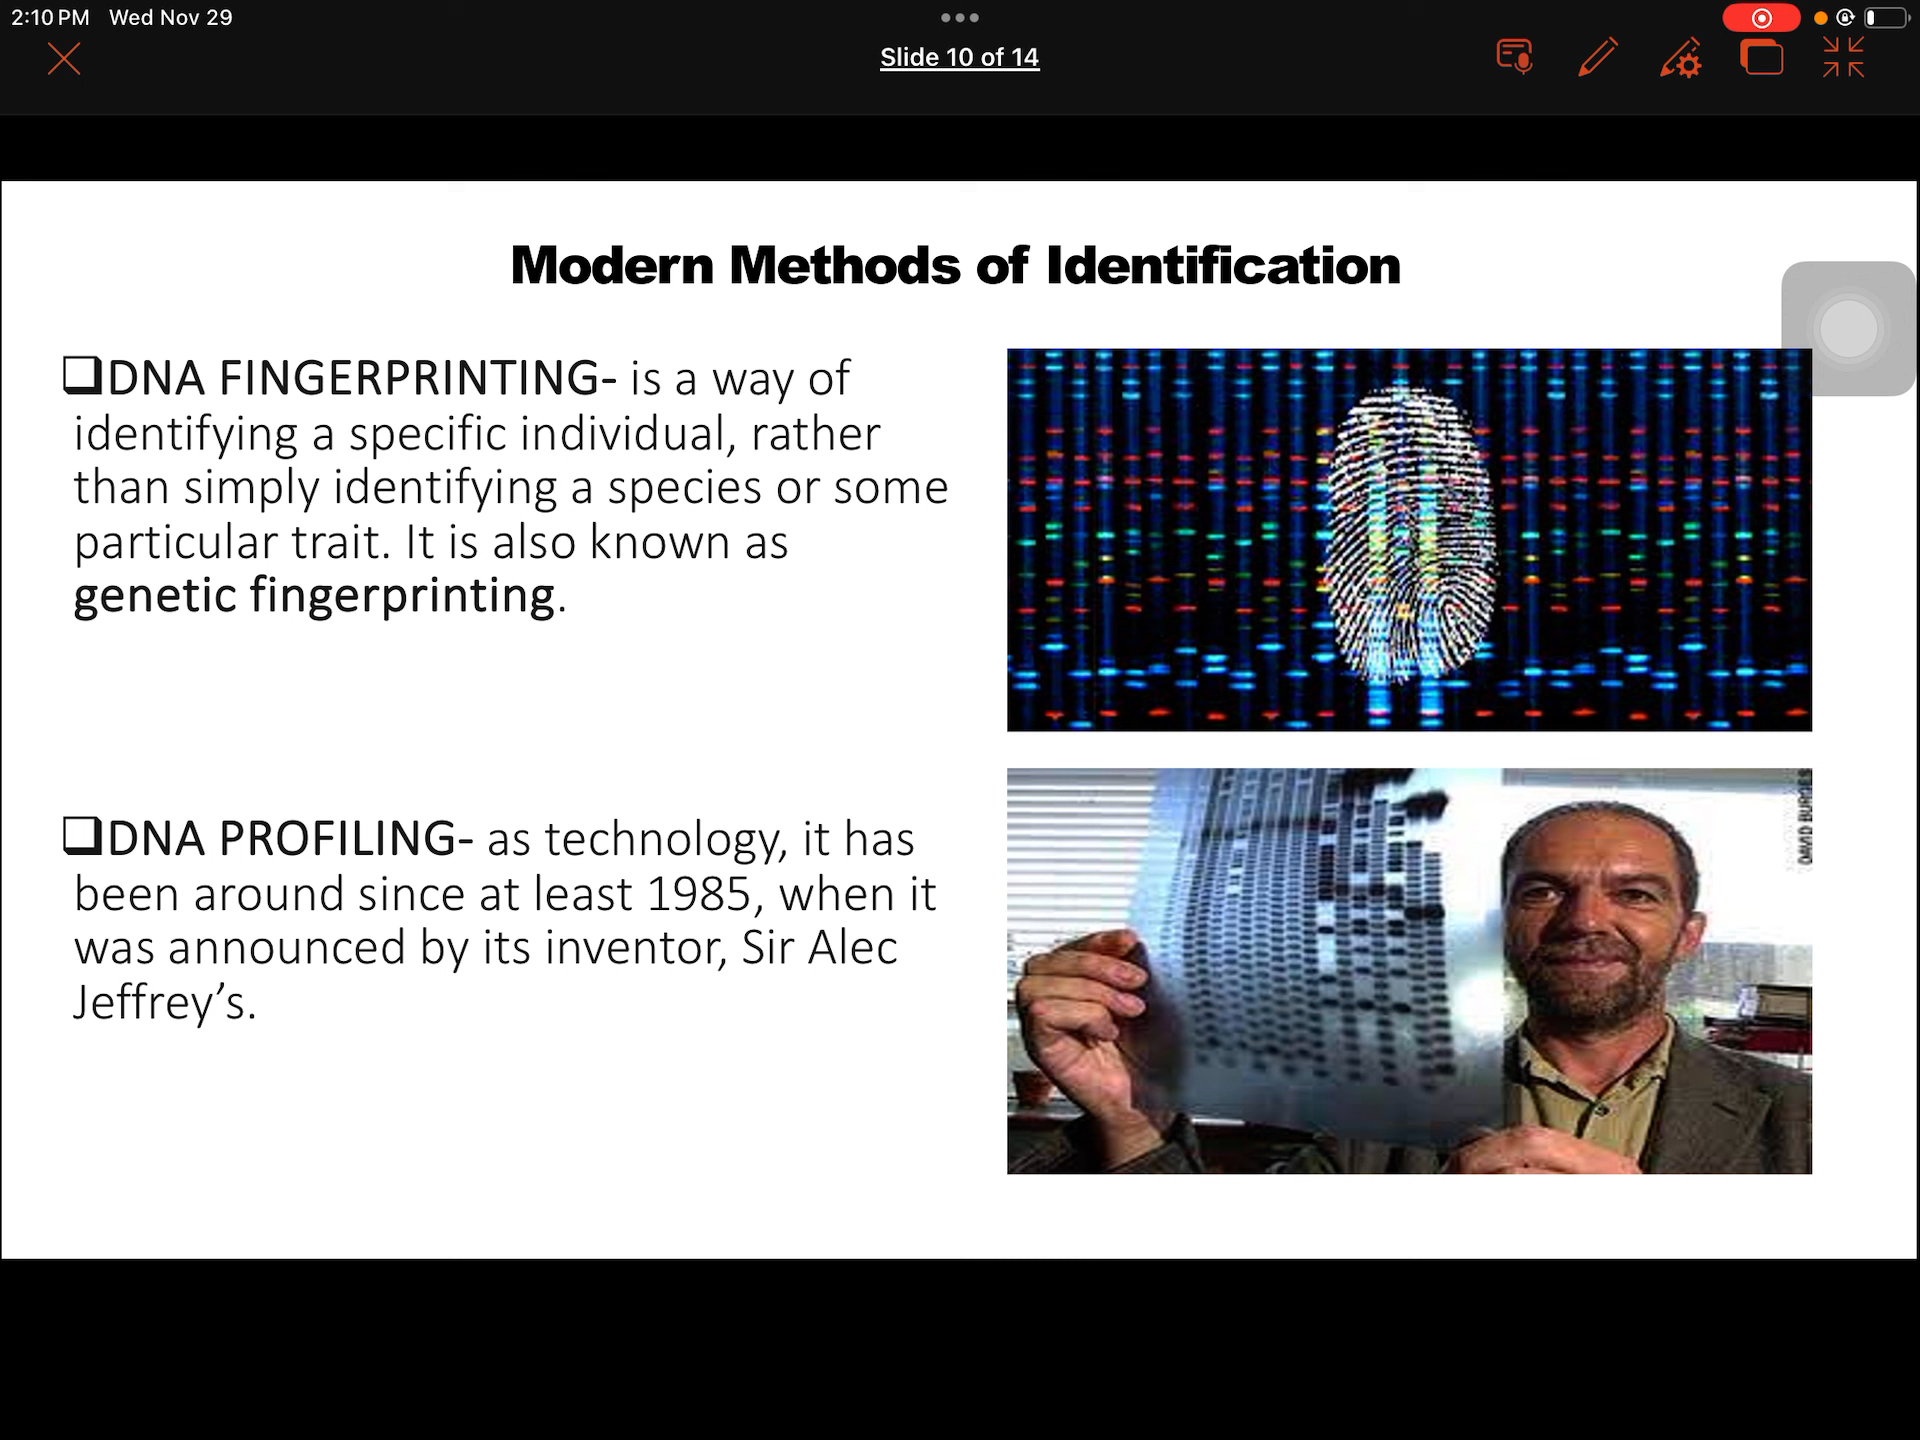 2:10 PM Wed Nov 29
Slide 10 of 14
Modern Methods of Identification
❑DNA FINGERPRINTING- is a way of
identifying a specific individual, rather
than simply identifying a species or some
particular trait. It is also known as
genetic fingerprinting.
❑DNA PROFILING- as technology, it has
been around since at least 1985, when it
was announced by its inventor, Sir Alec
Jeffrey’s.